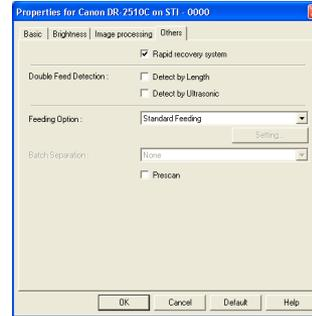 Properties for Canon DR-2510C on STI - 0000
Basic Brightness Image processing Others
Rapid recovery system
Double Feed Detection : Detect by Length
Detect by Ultrasonic
Feeding Option : Standard Feeding
Setting...
Batch Separation : None
Prescan
OK Cancel Default Help